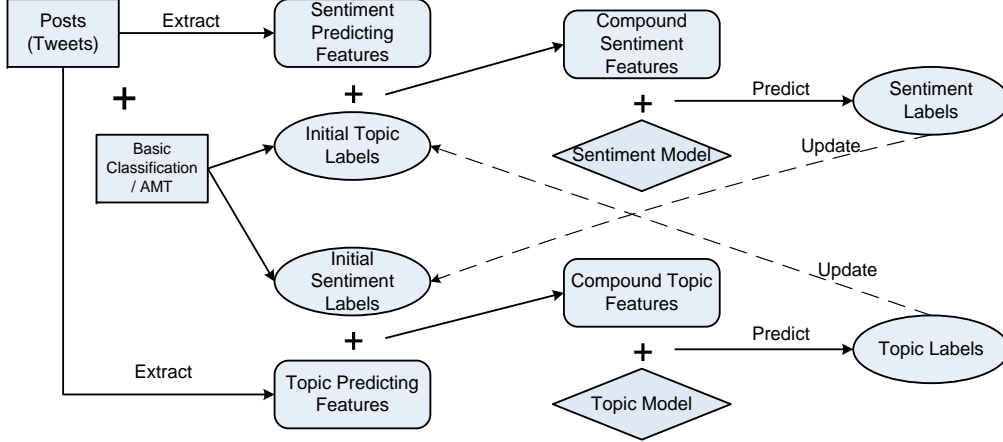 Posts
(Tweets)
Extract
Sentiment
Predicting
Features
Compound
Sentiment
Features
+
+
+
Predict
Sentiment
Labels
Basic
Classification
/ AMT
Initial Topic
Labels
Sentiment Model
Update
Initial
Sentiment
Labels
Compound Topic
Features
Update
+
+
Predict
Topic Labels
Extract
Topic Predicting
Features
Topic Model